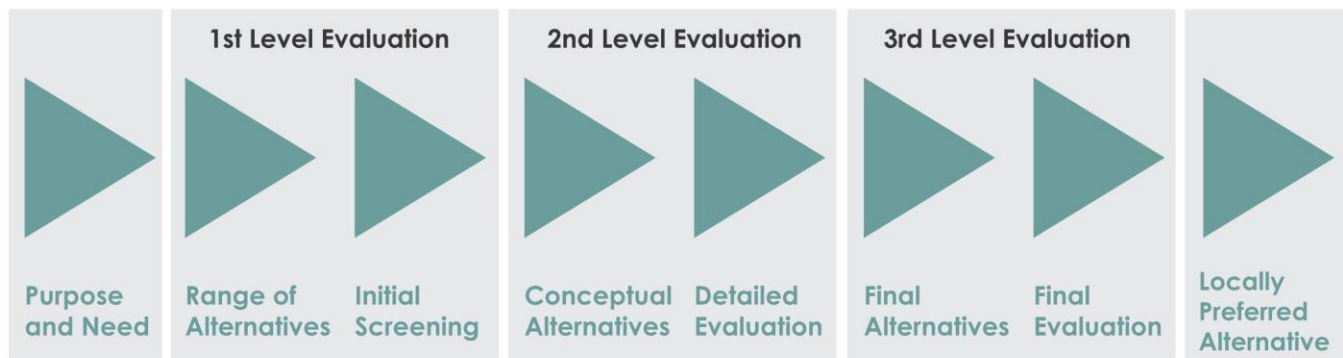 1st Level Evaluation
2nd Level Evaluation
3rd Level Evaluation
Purpose
and Need
Range of
Alternatives
Initial
Screening
Conceptual
Alternatives
Detailed
Evaluation
Final
Alternatives
Final
Evaluation
Locally
Preferred
Alternative